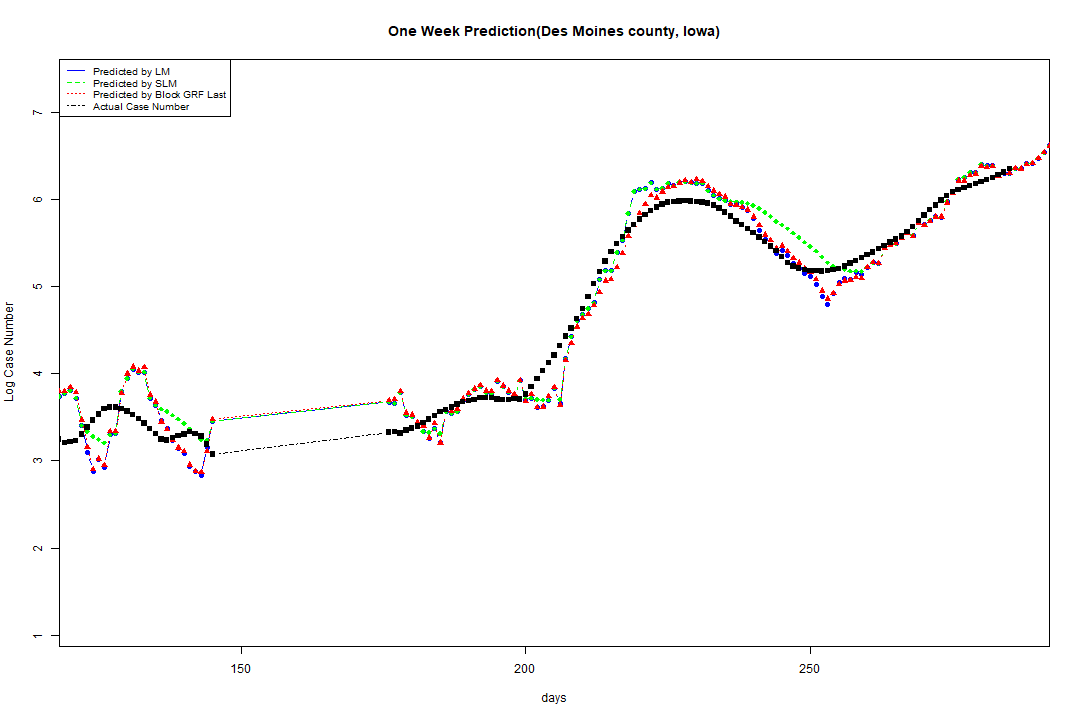 One Week Prediction(Des Moines county, Iowa)
Predicted by LM
Predicted by SLM
Predicted by Block GRF Last
Actual Case Number
7
6
5
4
3
2
1
Log Case Number
150
200
250
days